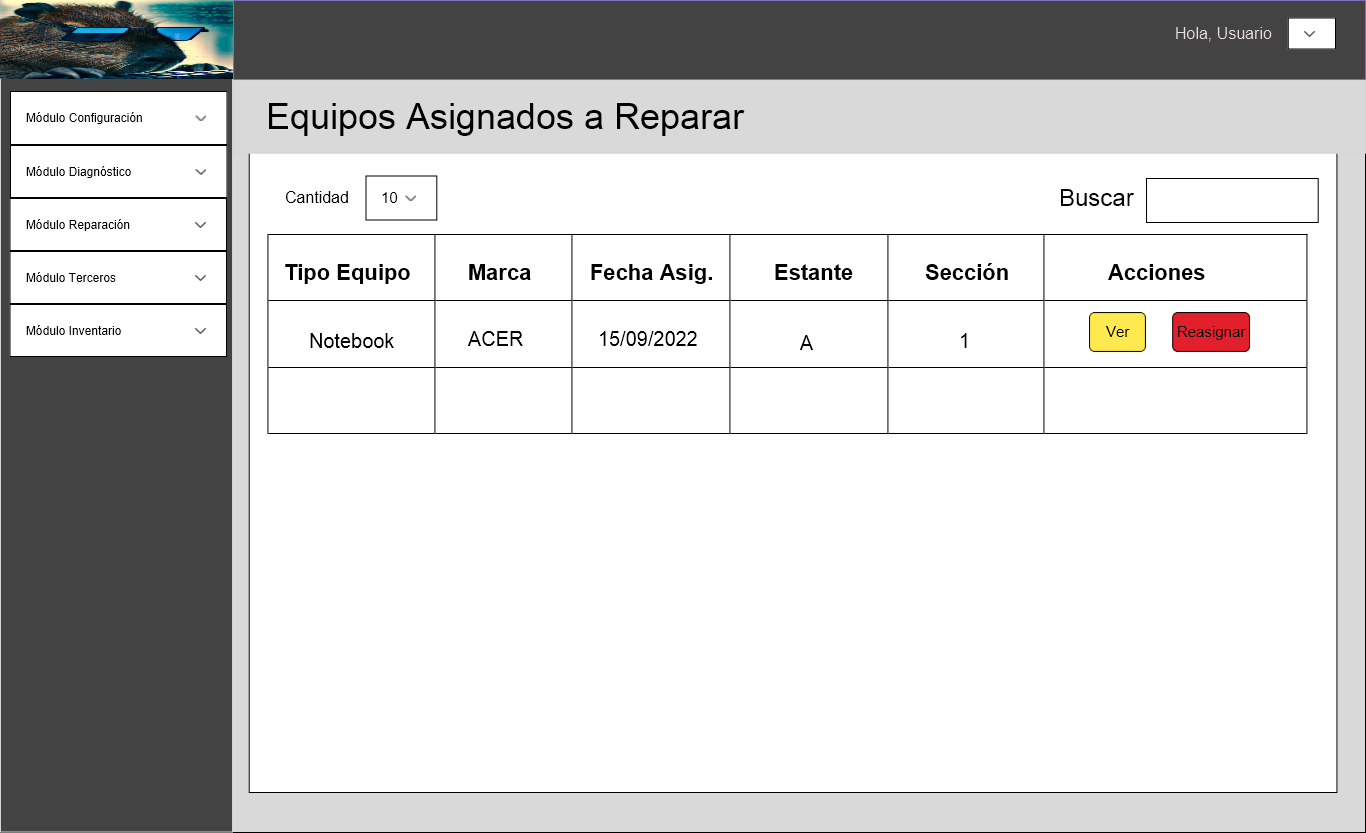 Hola, Usuario
Módulo Configuración
Módulo Diagnóstico
Módulo Reparación
Módulo Terceros
Módulo Inventario
Equipos Asignados a Reparar
Cantidad 10 Buscar
Tipo Equipo Marca Fecha Asig. Estante Sección Acciones
Notebook ACER 15/09/2022 A 1 Ver Reasignar